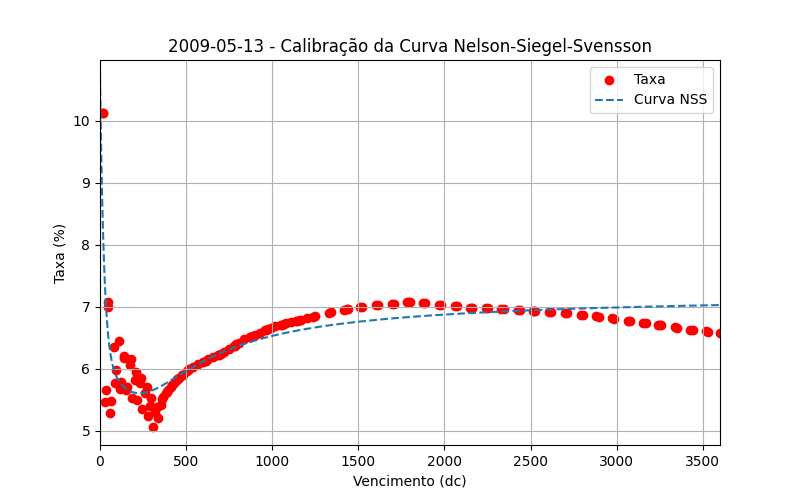 2009-05-13 - Calibração da Curva Nelson-Siegel-Svensson
Taxa
Curva NSS
Taxa (%)
10
9
8
7
6
5
0 500 1000 1500 2000 2500 3000 3500
Vencimento (dc)